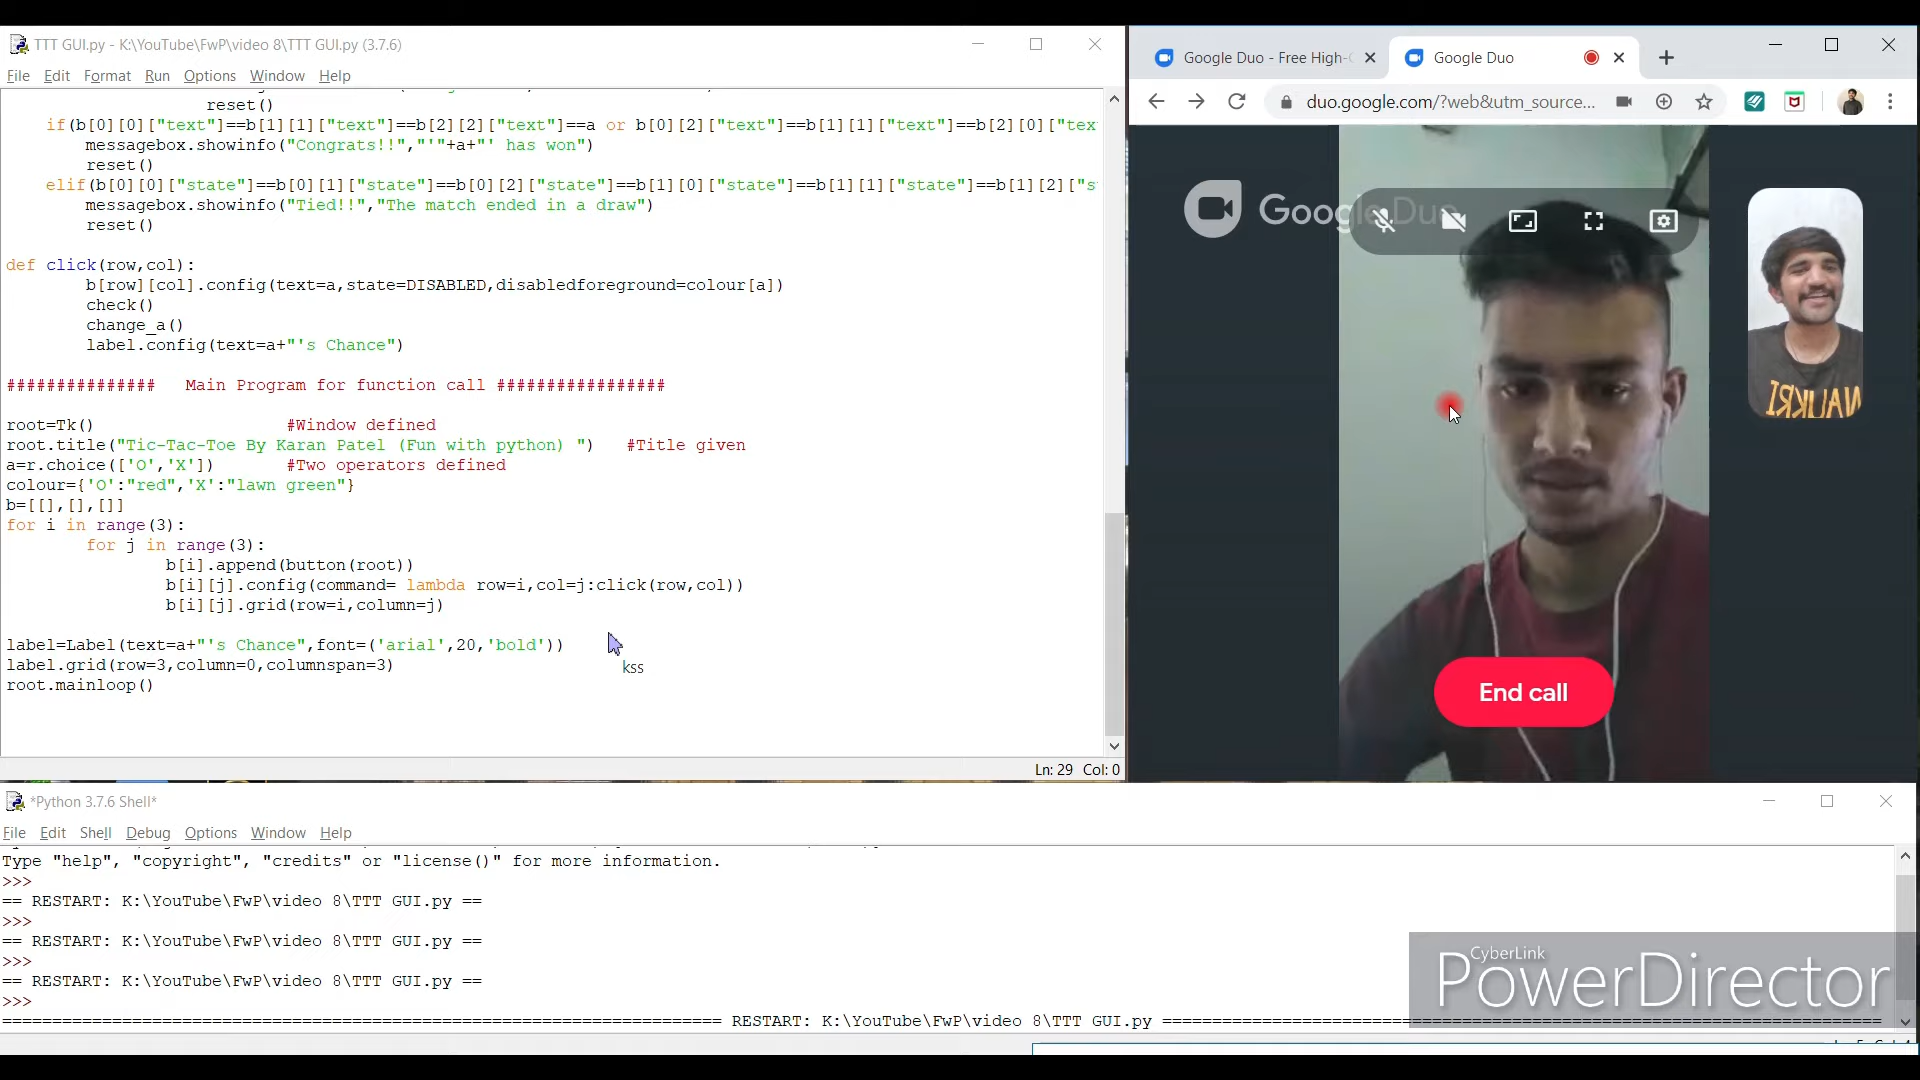 TTT GUI.py - K:\YouTube\FwP\video 8\TTT GUI.py (3.7.6)
File Edit Format Run Options Window Help
reset()
if(b[0][0]["text"]==b[1][1]["text"]==b[2][2]["text"]==a or b[0][2]["text"]==b[1][1]["text"]==b[2][0]["tex
messagebox.showinfo("Congrats!!","'"+a+"' has won")
reset()
elif(b[0][0]["state"]==b[0][1]["state"]==b[0][2]["state"]==b[1][0]["state"]==b[1][1]["state"]==b[1][2]["s
messagebox.showinfo("Tied!!","The match ended in a draw")
reset()
def click(row,col):
b[row][col].config(text=a,state=DISABLED,disabledforeground=colour[a])
check()
change_a()
label.config(text=a+"'s Chance")
############### Main Program for function call #################
root=Tk() #Window defined
root.title("Tic-Tac-Toe By Karan Patel (Fun with python) ") #Title given
a=r.choice(['O','X']) #Two operators defined
colour={'O':"red",'X':"lawn green"}
b=[[],[],[]]
for i in range(3):
for j in range(3):
b[i].append(button(root))
b[i][j].config(command= lambda row=i,col=j:click(row,col))
b[i][j].grid(row=i,column=j)
label=Label(text=a+"'s Chance",font=('arial',20,'bold'))
label.grid(row=3,column=0,columnspan=3)
root.mainloop()
kss
Ln: 29 Col: 0
Google Duo - Free High-
Google Duo
duo.google.com/?web&utm_source...
Google Duo
End call
*Python 3.7.6 Shell*
File Edit Shell Debug Options Window Help
Type "help", "copyright", "credits" or "license()" for more information.
>>>
== RESTART: K:\YouTube\FwP\video 8\TTT GUI.py ==
>>>
== RESTART: K:\YouTube\FwP\video 8\TTT GUI.py ==
>>>
== RESTART: K:\YouTube\FwP\video 8\TTT GUI.py ==
>>>
======================================================================== RESTART: K:\YouTube\FwP\video 8\TTT GUI.py ========================================================================
CyberLink
PowerDirector